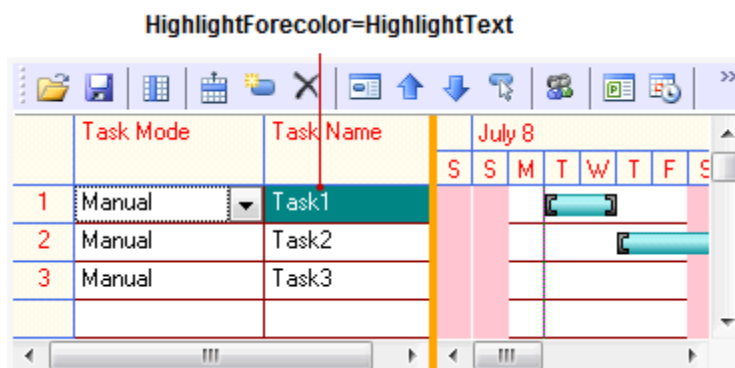 HighlightForecolor=HighlightText
Task Mode Task Name July 8
S S M T W T F S
1 Manual Task1
2 Manual Task2
3 Manual Task3